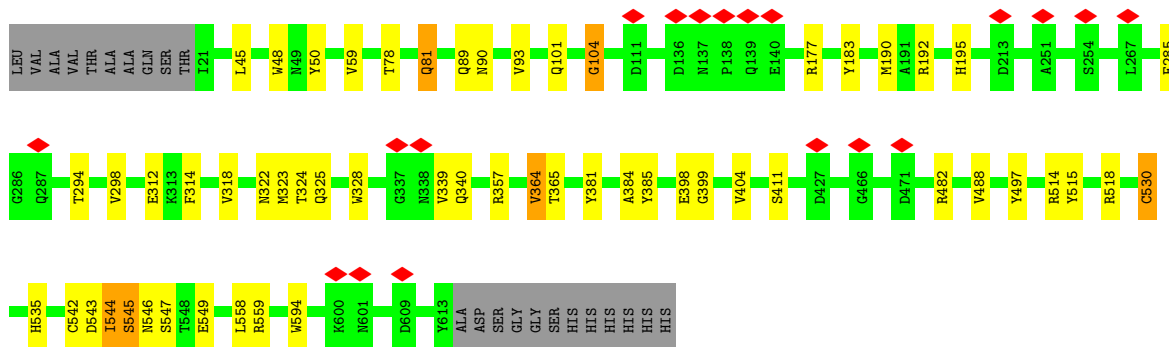 LEU VAL ALA VAL THR ALA ALA GLN SER THR I21 L45 W48 N49 Y50 V59 T78 Q81 Q89 N90 V93 Q101 G104 D111 D136 N137 P138 Q139 E140 R177 Y183 M190 A191 R192 H195 D213 A251 S254 L267
G286 Q287 T294 V298 E312 K313 F314 V318 N322 M323 T324 Q325 W328 G337 N338 V339 Q340 R357 V364 T365 Y381 A384 Y385 E398 G399 V404 S411 D427 G466 D471 R482 V488 Y497 R514 Y515 R518 C530
H535 C542 D543 I544 S545 N546 S547 T548 E549 L558 R559 W594 K600 N601 D609 Y613 ALA ASP SER GLY GLY SER HIS HIS HIS HIS HIS HIS